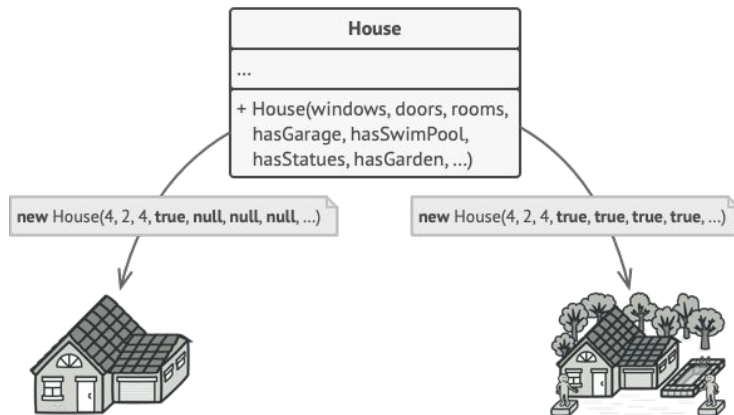 House
...
+ House(windows, doors, rooms,
hasGarage, hasSwimPool,
hasStatues, hasGarden, ...)
new House(4, 2, 4, true, null, null, null, ...)
new House(4, 2, 4, true, true, true, true, ...)